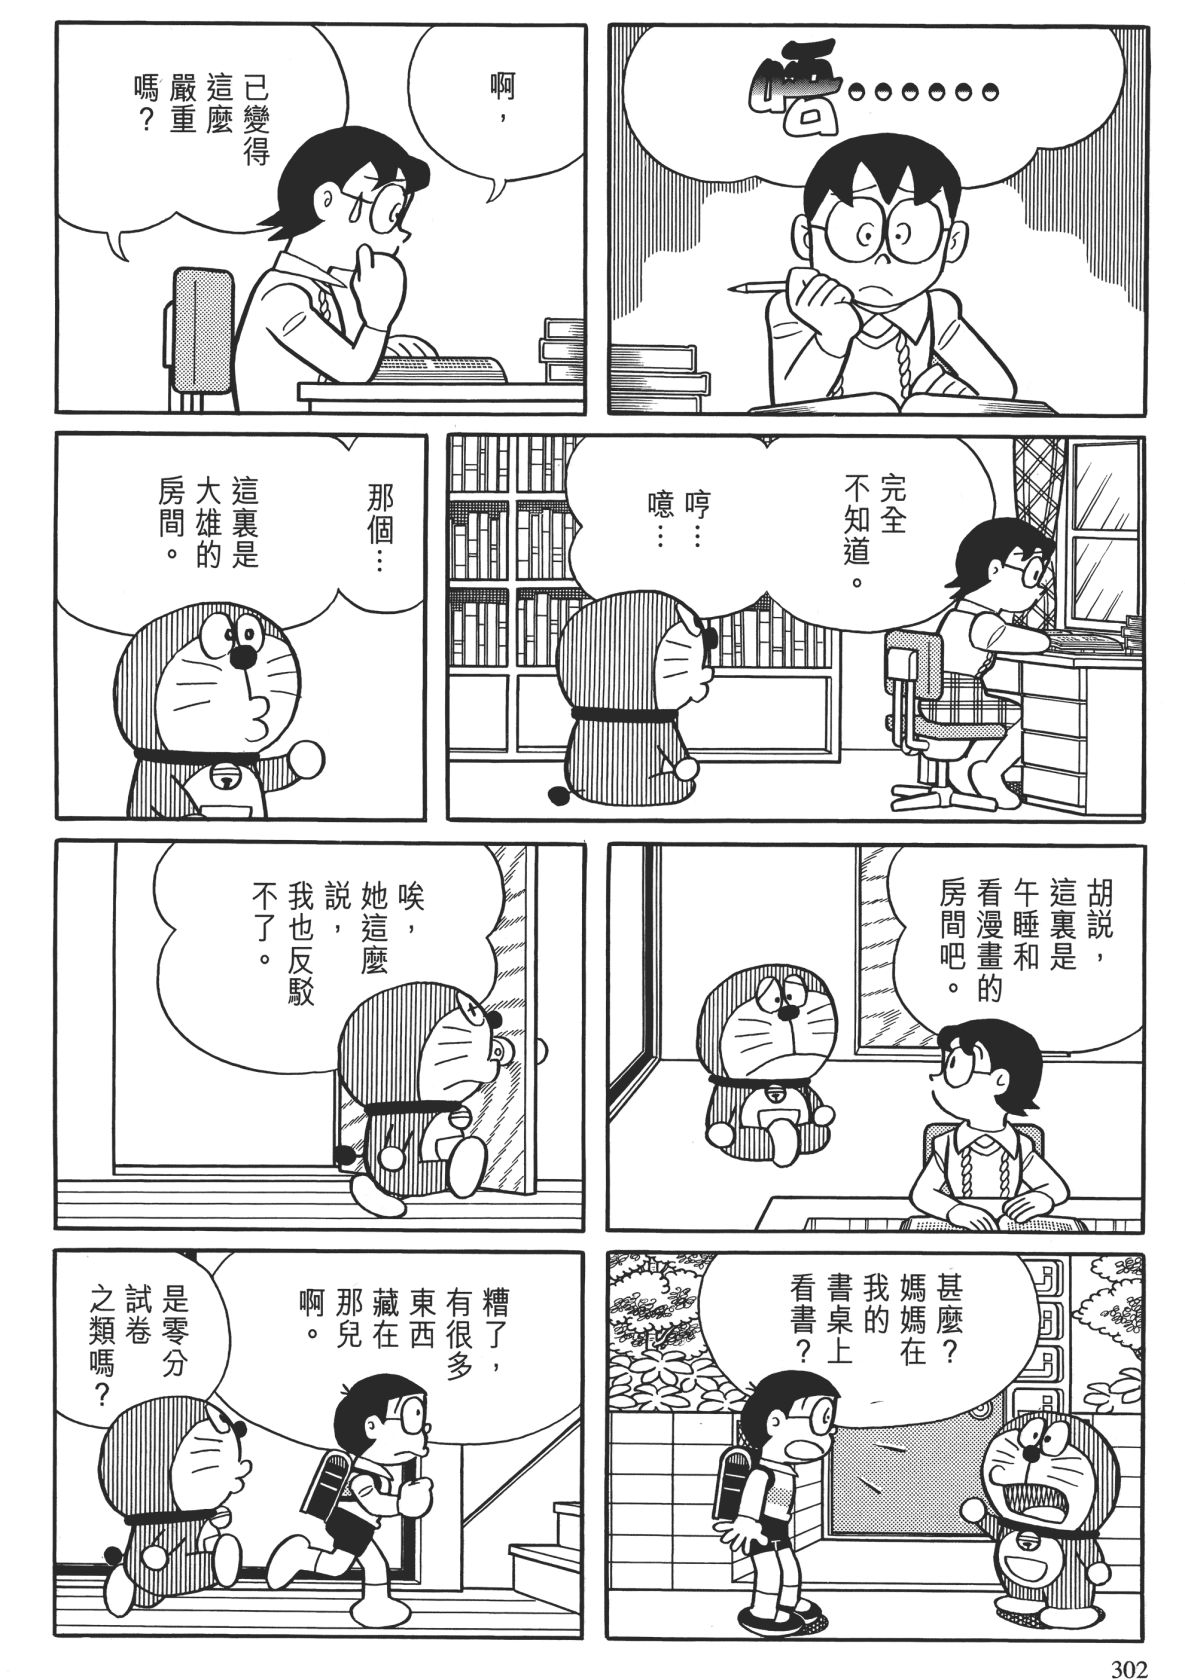 唔……
啊，
已變得
這麼
嚴重
嗎？
完全
不知道。
哼…
噫…
那個…
這裏是
大雄的
房間。
胡説，
這裏是
午睡和
看漫畫的
房間吧。
唉，
她這麼
説，
我也反駁
不了。
甚麼？
媽媽在
我的
書桌上
看書？
糟了，
有很多
東西
藏在
那兒
啊。
是零分
試卷
之類嗎？
302